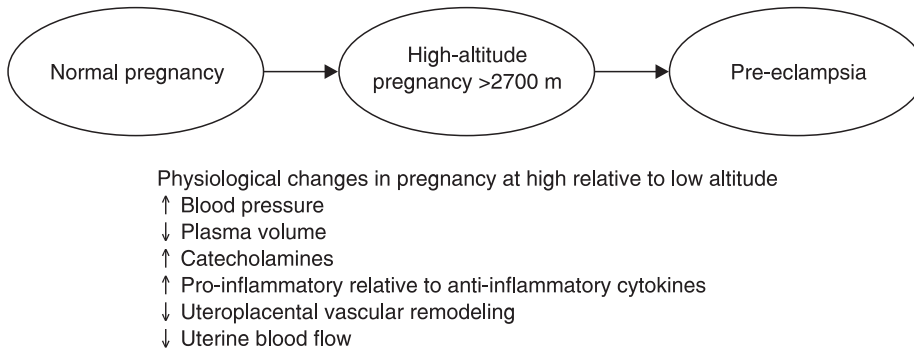 Normal pregnancy
High-altitude
pregnancy >2700 m
Pre-eclampsia
Physiological changes in pregnancy at high relative to low altitude
↑ Blood pressure
↓ Plasma volume
↑ Catecholamines
↑ Pro-inflammatory relative to anti-inflammatory cytokines
↓ Uteroplacental vascular remodeling
↓ Uterine blood flow